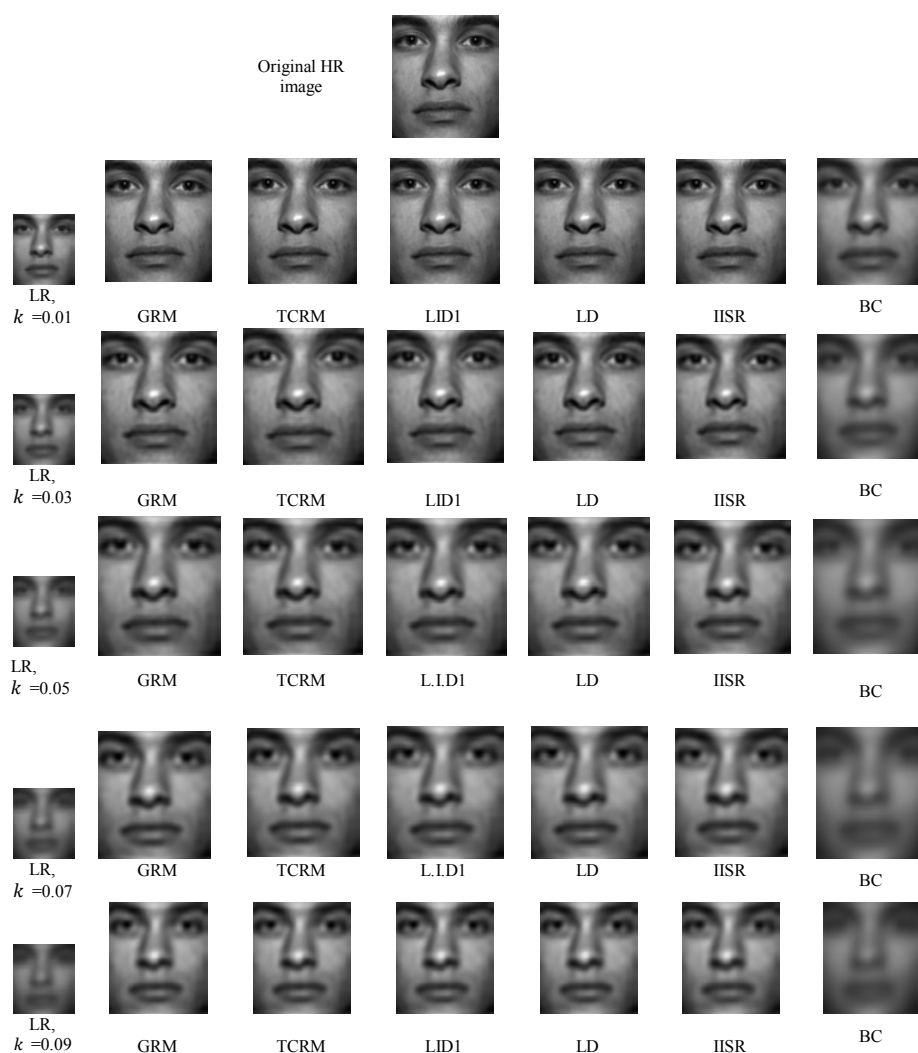 Original HR
image
LR,
k =0.01
GRM
TCRM
LID1
LD
IISR
BC
LR,
k =0.03
GRM
TCRM
LID1
LD
IISR
BC
LR,
k =0.05
GRM
TCRM
L.I.D1
LD
IISR
BC
LR,
k =0.07
GRM
TCRM
L.I.D1
LD
IISR
BC
LR,
k =0.09
GRM
TCRM
LID1
LD
IISR
BC